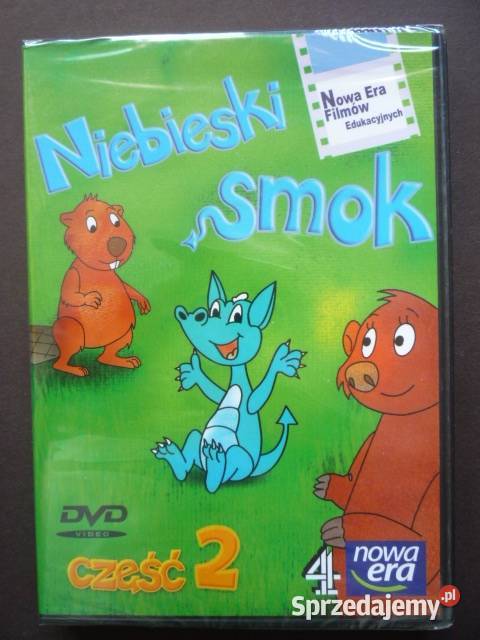 Nowa Era
Filmów
Edukacyjnych
Niebieski
smok
DVD
VIDEO
część 2
4
nowa
era
Sprzedajemy.pl